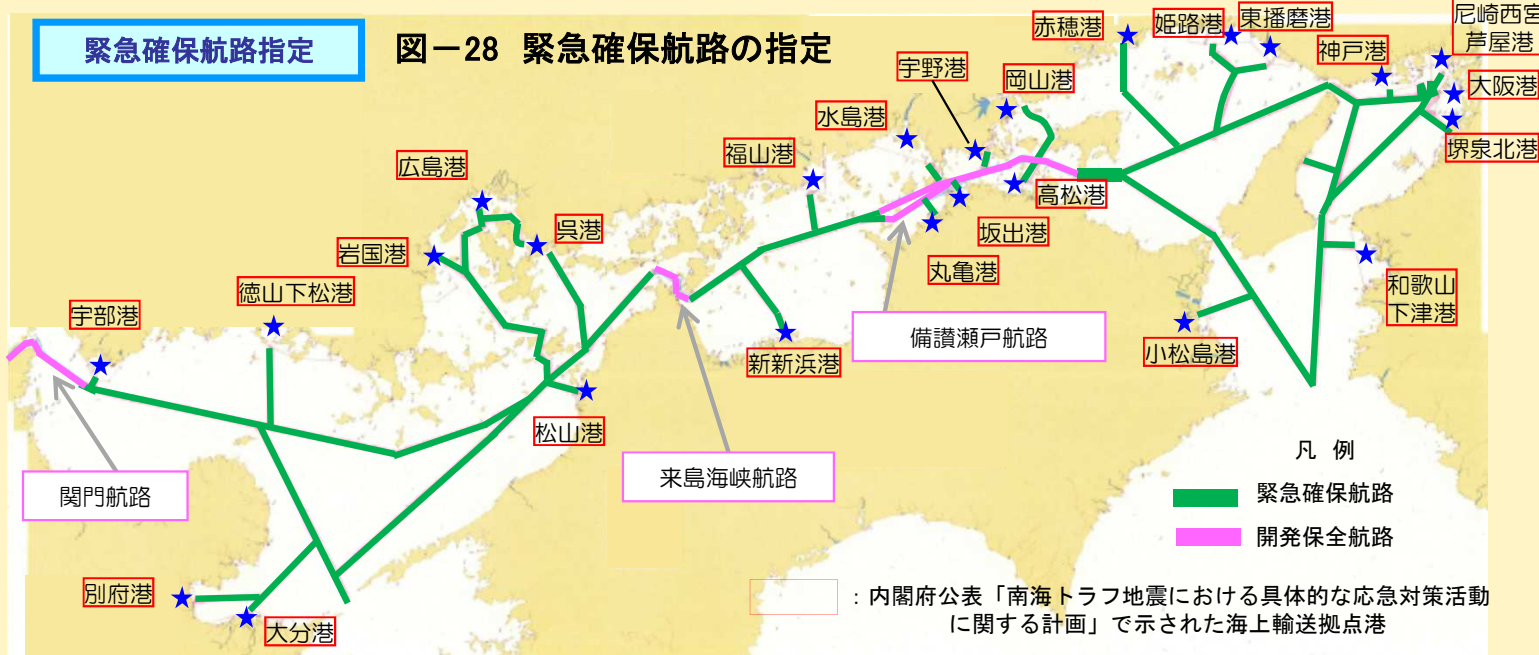 緊急確保航路指定
図－28 緊急確保航路の指定
赤穂港
姫路港
東播磨港
尼崎西宮
芦屋港
神戸港
大阪港
堺泉北港
宇野港
岡山港
水島港
福山港
高松港
坂出港
丸亀港
広島港
呉港
岩国港
徳山下松港
宇部港
備讃瀬戸航路
和歌山
下津港
小松島港
新新浜港
松山港
来島海峡航路
関門航路
別府港
大分港
凡 例
緊急確保航路
開発保全航路
：内閣府公表「南海トラフ地震における具体的な応急対策活動
に関する計画」で示された海上輸送拠点港